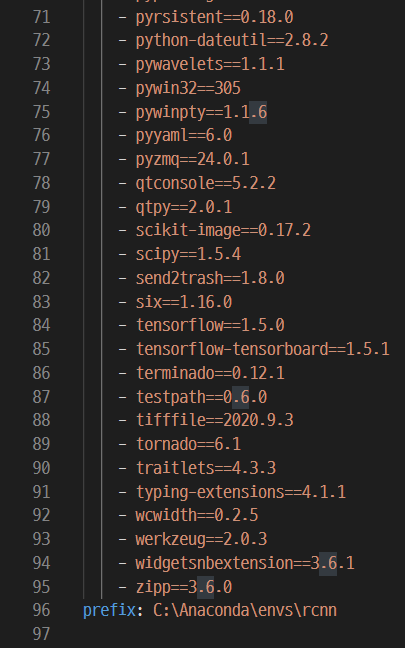 71 - pyrsistent==0.18.0
72 - python-dateutil==2.8.2
73 - pywavelets==1.1.1
74 - pywin32==305
75 - pywinpty==1.1.6
76 - pyyaml==6.0
77 - pyzmq==24.0.1
78 - qtconsole==5.2.2
79 - qtpy==2.0.1
80 - scikit-image==0.17.2
81 - scipy==1.5.4
82 - send2trash==1.8.0
83 - six==1.16.0
84 - tensorflow==1.5.0
85 - tensorflow-tensorboard==1.5.1
86 - terminado==0.12.1
87 - testpath==0.6.0
88 - tifffile==2020.9.3
89 - tornado==6.1
90 - traitlets==4.3.3
91 - typing-extensions==4.1.1
92 - wcwidth==0.2.5
93 - werkzeug==2.0.3
94 - widgetsnbextension==3.6.1
95 - zipp==3.6.0
96 prefix: C:\Anaconda\envs\rcnn
97